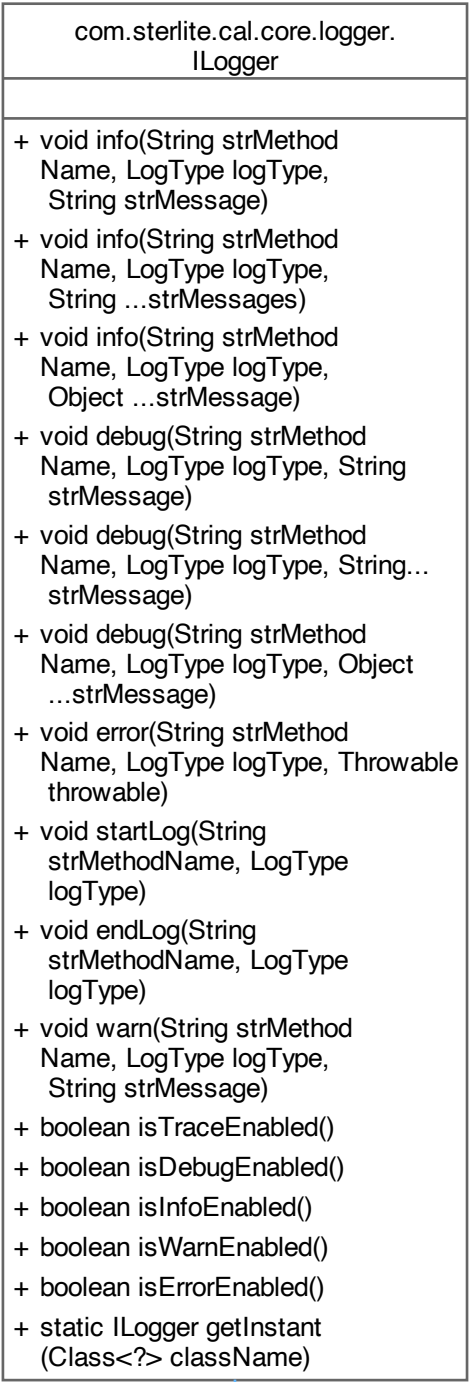 com.sterlite.cal.core.logger.
ILogger
+ void info(String strMethod
Name, LogType logType,
String strMessage)
+ void info(String strMethod
Name, LogType logType,
String ...strMessages)
+ void info(String strMethod
Name, LogType logType,
Object ...strMessage)
+ void debug(String strMethod
Name, LogType logType, String
strMessage)
+ void debug(String strMethod
Name, LogType logType, String...
strMessage)
+ void debug(String strMethod
Name, LogType logType, Object
...strMessage)
+ void error(String strMethod
Name, LogType logType, Throwable
throwable)
+ void startLog(String
strMethodName, LogType
logType)
+ void endLog(String
strMethodName, LogType
logType)
+ void warn(String strMethod
Name, LogType logType,
String strMessage)
+ boolean isTraceEnabled()
+ boolean isDebugEnabled()
+ boolean isInfoEnabled()
+ boolean isWarnEnabled()
+ boolean isErrorEnabled()
+ static ILogger getInstant
(Class<?> className)